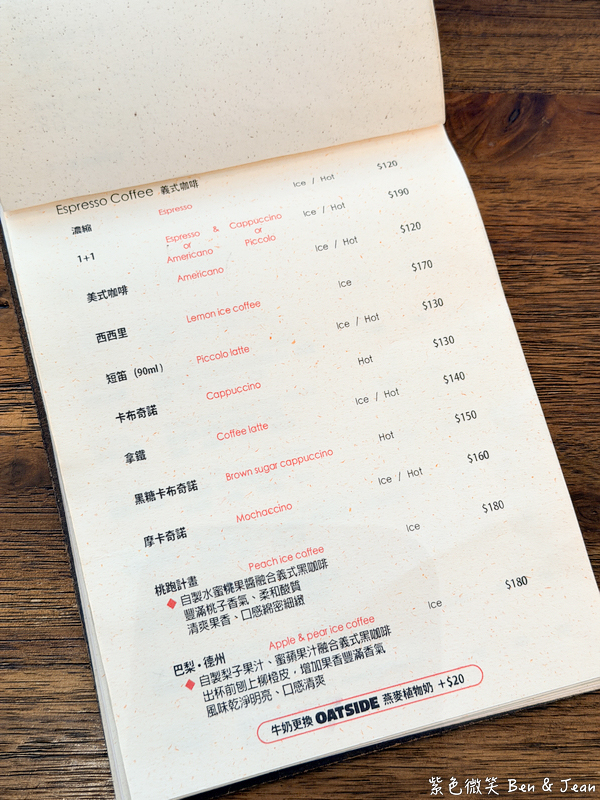 Espresso Coffee 義式咖啡
濃縮 Espresso Ice / Hot $120
1+1 Espresso & Cappuccino Ice / Hot $190
or or
Americano Piccolo
美式咖啡 Americano Ice / Hot $120
西西里 Lemon ice coffee Ice $170
短笛 (90ml) Piccolo latte Ice / Hot $130
卡布奇諾 Cappuccino Hot $130
拿鐵 Coffee latte Ice / Hot $140
黑糖卡布奇諾 Brown sugar cappuccino Hot $150
摩卡奇諾 Mochaccino Ice / Hot $160
桃跑計畫 Peach ice coffee Ice $180
自製水蜜桃果醬融合義式黑咖啡
豐滿桃子香氣、柔和酸質
清爽果香、口感綿密細緻
巴梨・德州 Apple & pear ice coffee Ice $180
自製梨子果汁、蜜蘋果汁融合義式黑咖啡
出杯前刨上柳橙皮，增加果香豐滿香氣
風味乾淨明亮、口感清爽
牛奶更換 OATSIDE 燕麥植物奶 +$20
紫色微笑 Ben & Jean